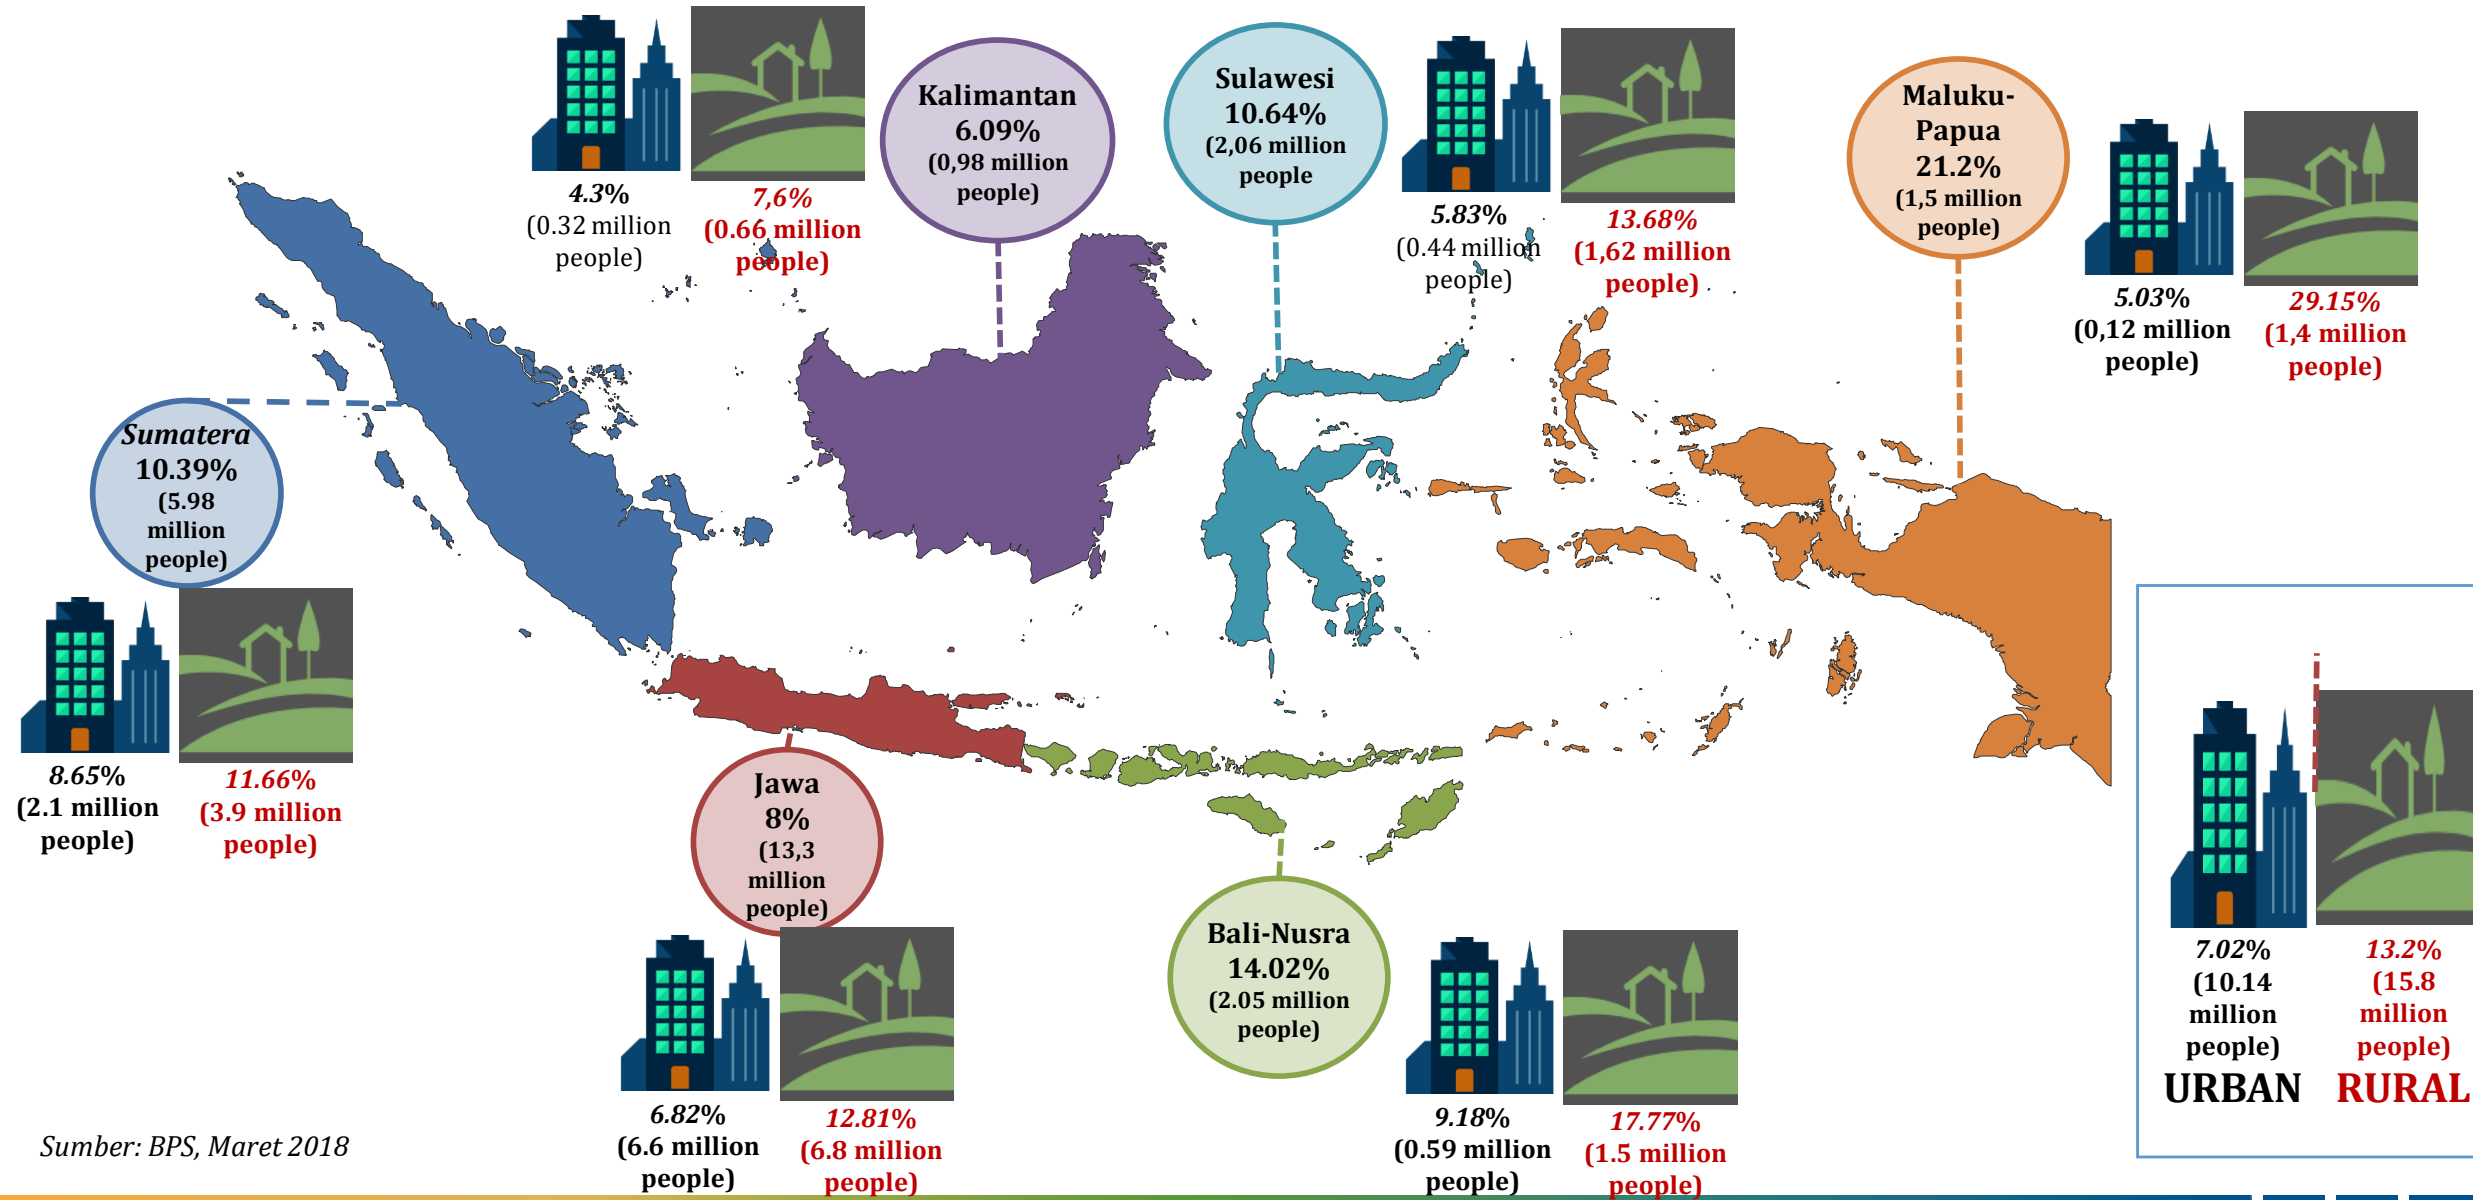 4.3%
(0.32 million
people)
7,6%
(0.66 million
people)
Kalimantan
6.09%
(0,98 million
people)
Sulawesi
10.64%
(2,06 million
people
5.83%
(0.44 million
people)
13.68%
(1,62 million
people)
Maluku-
Papua
21.2%
(1,5 million
people)
5.03%
(0,12 million
people)
29.15%
(1,4 million
people)
Sumatera
10.39%
(5.98
million
people)
8.65%
(2.1 million
people)
11.66%
(3.9 million
people)
Jawa
8%
(13,3
million
people)
6.82%
(6.6 million
people)
12.81%
(6.8 million
people)
Bali-Nusra
14.02%
(2.05 million
people)
9.18%
(0.59 million
people)
17.77%
(1.5 million
people)
7.02%
(10.14
million
people)
URBAN
13.2%
(15.8
million
people)
RURAL
Sumber: BPS, Maret 2018